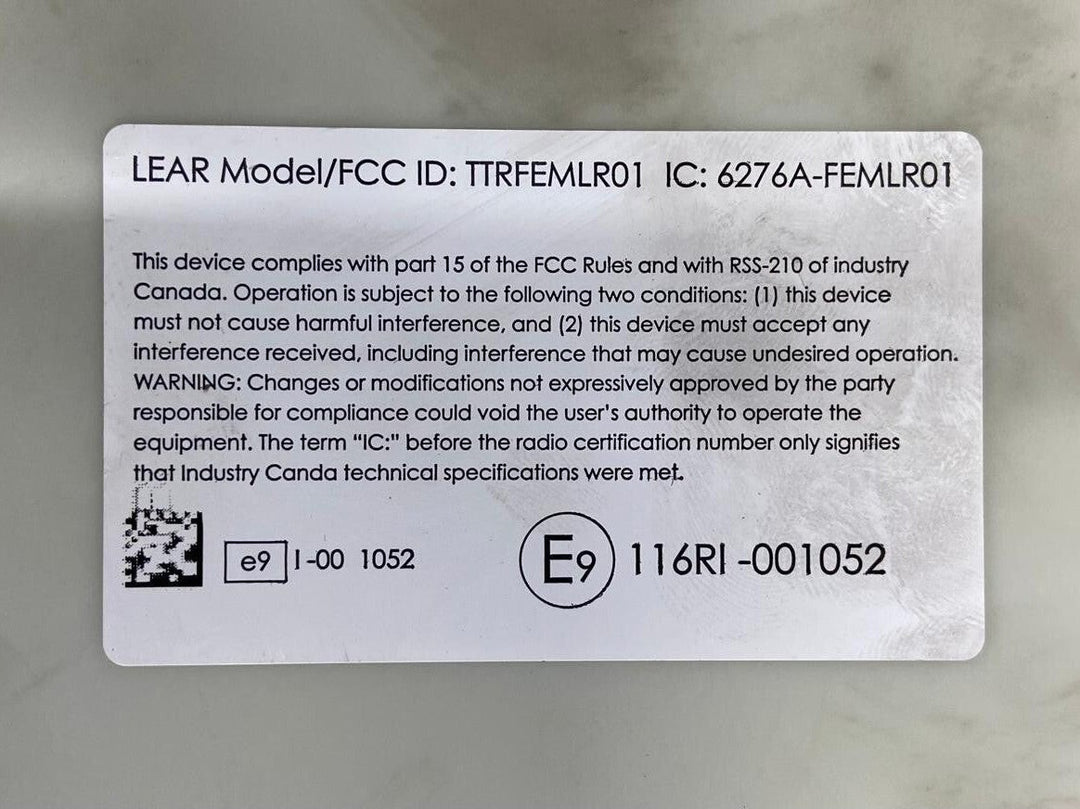 LEAR Model/FCC ID: TTRFEMLR01 IC: 6276A-FEMLR01
This device complies with part 15 of the FCC Rules and with RSS-210 of industry
Canada. Operation is subject to the following two conditions: (1) this device
must not cause harmful interference, and (2) this device must accept any
interference received, including interference that may cause undesired operation.
WARNING: Changes or modifications not expressively approved by the party
responsible for compliance could void the user's authority to operate the
equipment. The term "IC:" before the radio certification number only signifies
that Industry Canda technical specifications were met.
e9 I-00 1052 E9 116RI -001052